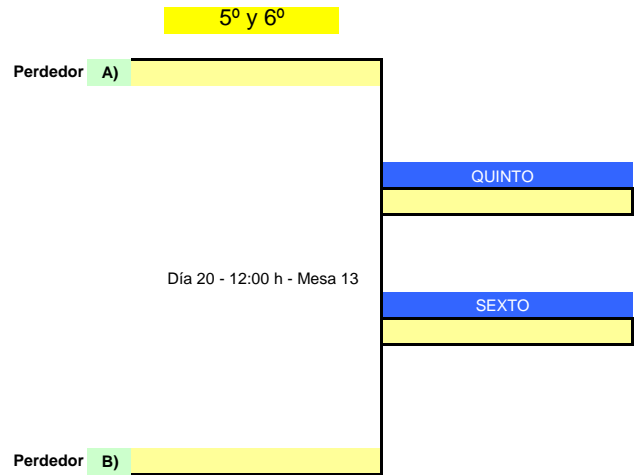 5º y 6º
Perdedor A)
QUINTO
Día 20 - 12:00 h - Mesa 13
SEXTO
Perdedor B)